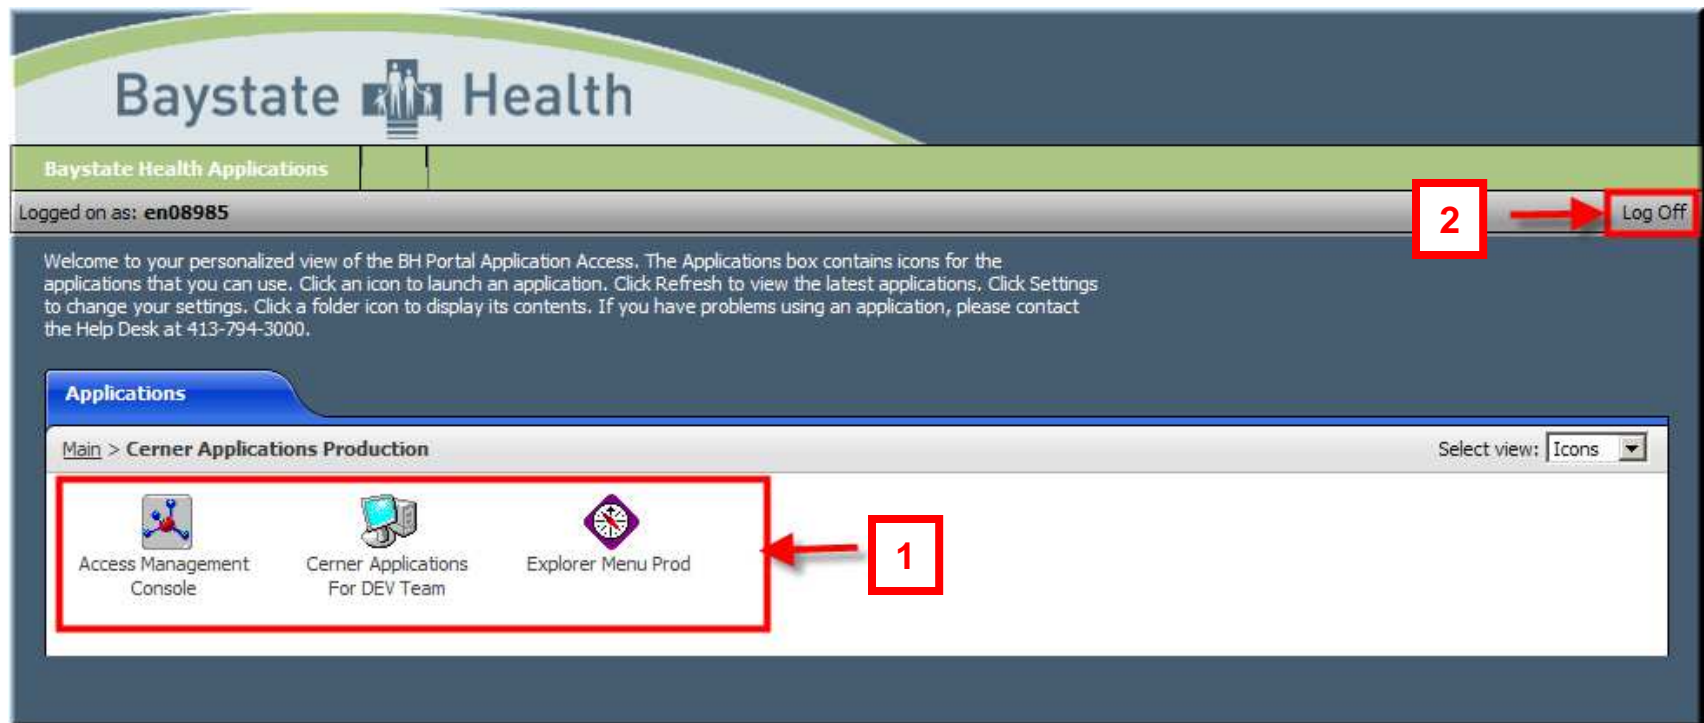 Baystate Health
Baystate Health Applications
Logged on as: en08985
2
Log Off
Welcome to your personalized view of the BH Portal Application Access. The Applications box contains icons for the
applications that you can use. Click an icon to launch an application. Click Refresh to view the latest applications. Click Settings
to change your settings. Click a folder icon to display its contents. If you have problems using an application, please contact
the Help Desk at 413-794-3000.
Applications
Main > Cerner Applications Production
Select view: Icons
Access Management
Console
Cerner Applications
For DEV Team
Explorer Menu Prod
1